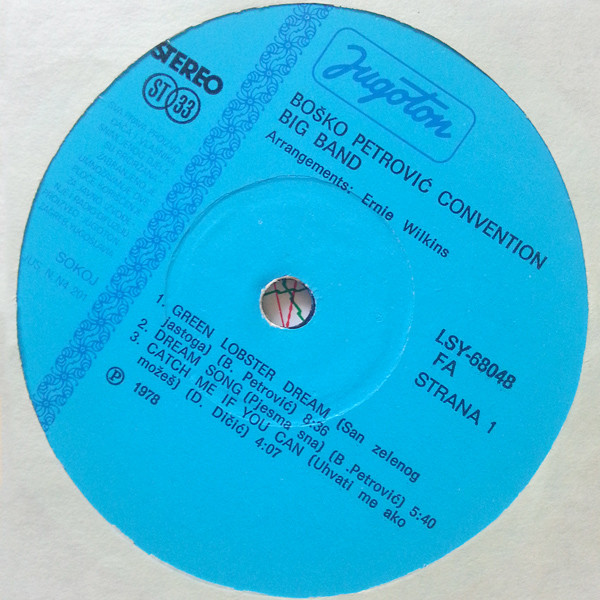 STEREO
ST 33
Jugoton
BOŠKO PETROVIĆ CONVENTION
BIG BAND
Arrangements: Ernie Wilkins
SOKOJ
LSY-68048
FA
STRANA 1
1. GREEN LOBSTER DREAM (San zelenog
jastoga) (B. Petrović) 8:36
2. DREAM SONG (Pjesma sna) (B .Petrović) 5:40
3. CATCH ME IF YOU CAN (Uhvati me ako
možeš) (D. Dičić) 4:07
℗ 1978